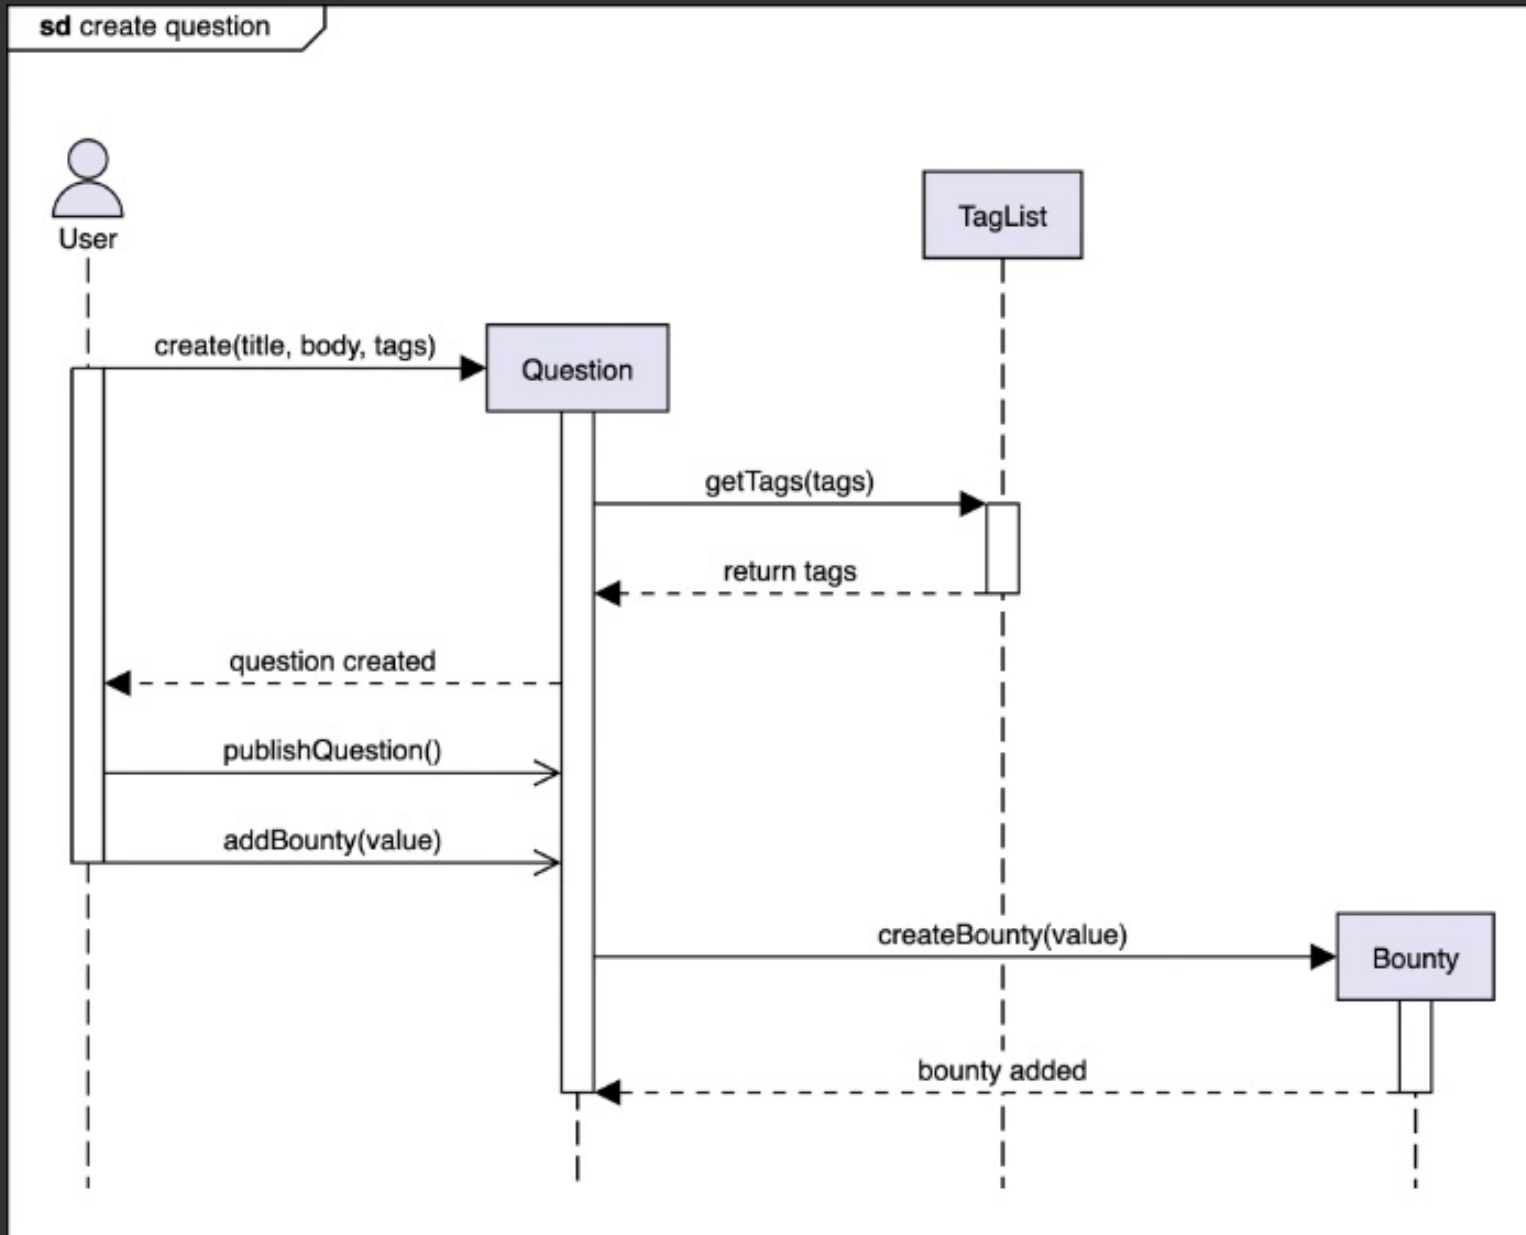 sd create question
User
TagList
create(title, body, tags)
Question
getTags(tags)
return tags
question created
publishQuestion()
addBounty(value)
createBounty(value)
Bounty
bounty added